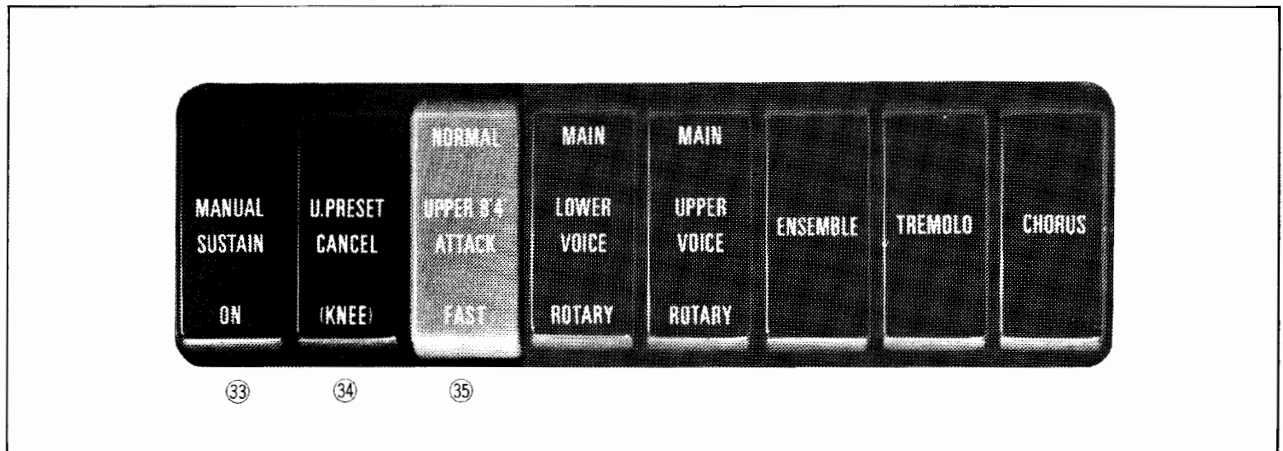 MANUAL
SUSTAIN
ON
U.PRESET
CANCEL
(KNEE)
NORMAL
UPPER 8'4'
ATTACK
FAST
MAIN
LOWER
VOICE
ROTARY
MAIN
UPPER
VOICE
ROTARY
ENSEMBLE
TREMOLO
CHORUS
㉝
㉞
㉟